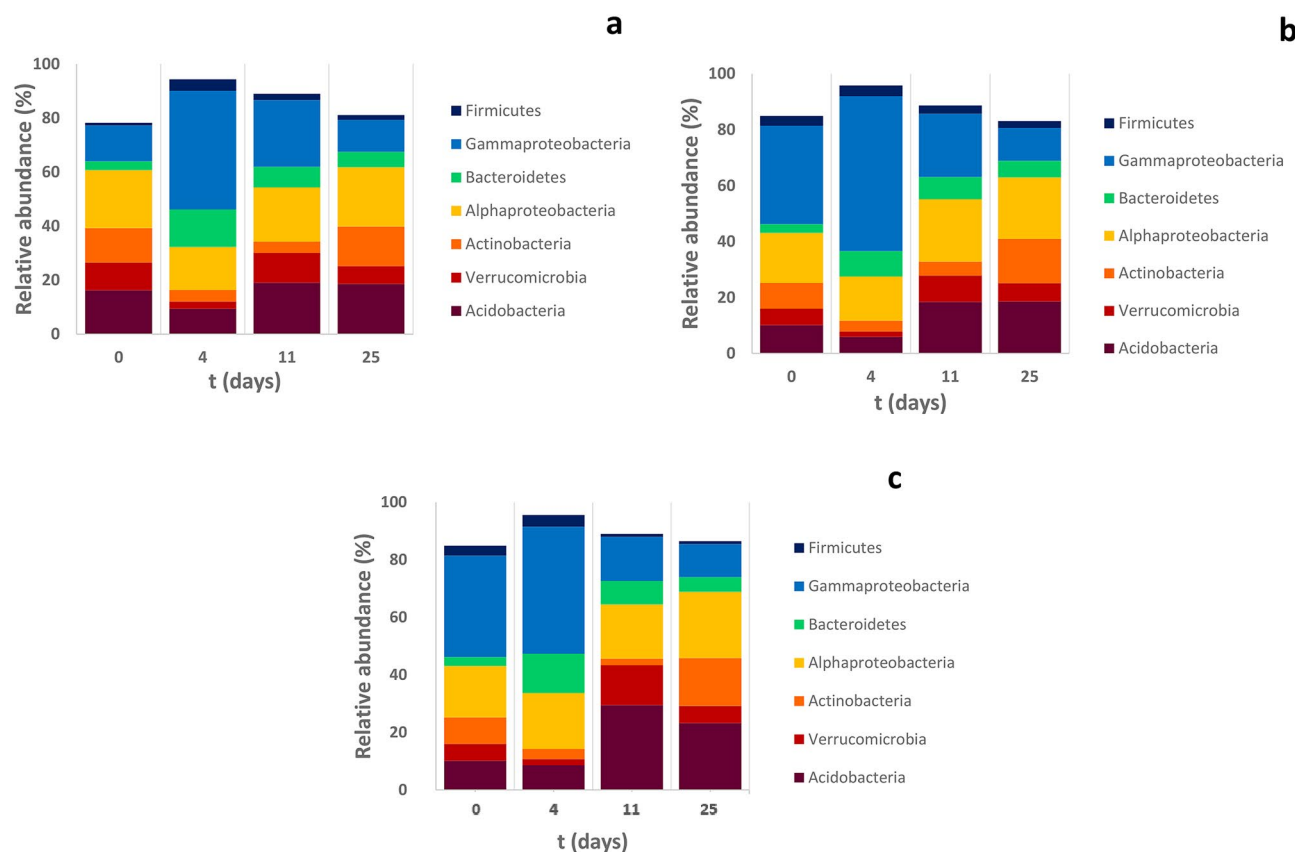 a
Relative abundance (%)
100
80
60
40
20
0
0 4 11 25
t (days)
Firmicutes
Gammaproteobacteria
Bacteroidetes
Alphaproteobacteria
Actinobacteria
Verrucomicrobia
Acidobacteria
b
Relative abundance (%)
100
80
60
40
20
0
0 4 11 25
t (days)
Firmicutes
Gammaproteobacteria
Bacteroidetes
Alphaproteobacteria
Actinobacteria
Verrucomicrobia
Acidobacteria
c
Relative abundance (%)
100
80
60
40
20
0
0 4 11 25
t (days)
Firmicutes
Gammaproteobacteria
Bacteroidetes
Alphaproteobacteria
Actinobacteria
Verrucomicrobia
Acidobacteria